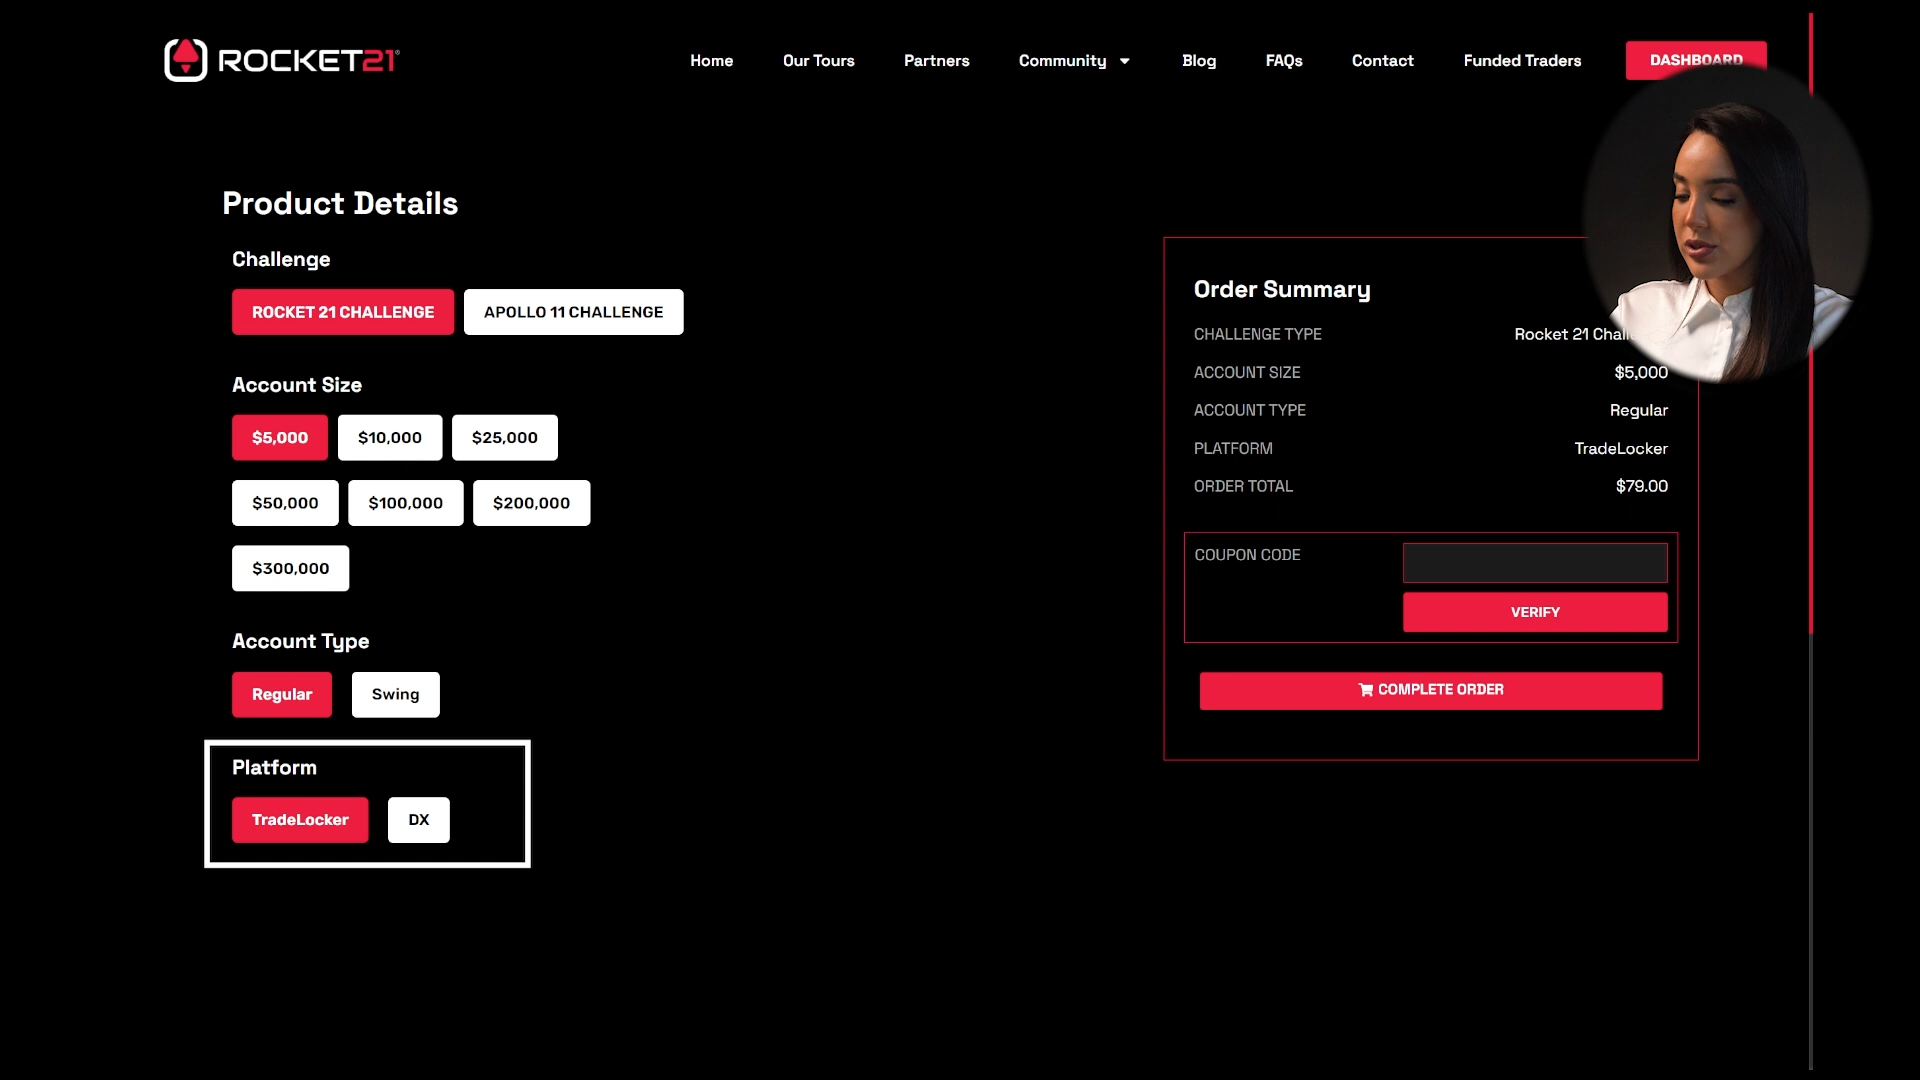 ROCKET21®
Home Our Tours Partners Community Blog FAQs Contact Funded Traders DASHBOARD
Product Details
Challenge
ROCKET 21 CHALLENGE APOLLO 11 CHALLENGE
Account Size
$5,000 $10,000 $25,000
$50,000 $100,000 $200,000
$300,000
Account Type
Regular Swing
Platform
TradeLocker DX
Order Summary
CHALLENGE TYPE Rocket 21
ACCOUNT SIZE $5,000
ACCOUNT TYPE Regular
PLATFORM TradeLocker
ORDER TOTAL $79.00
COUPON CODE
VERIFY
COMPLETE ORDER